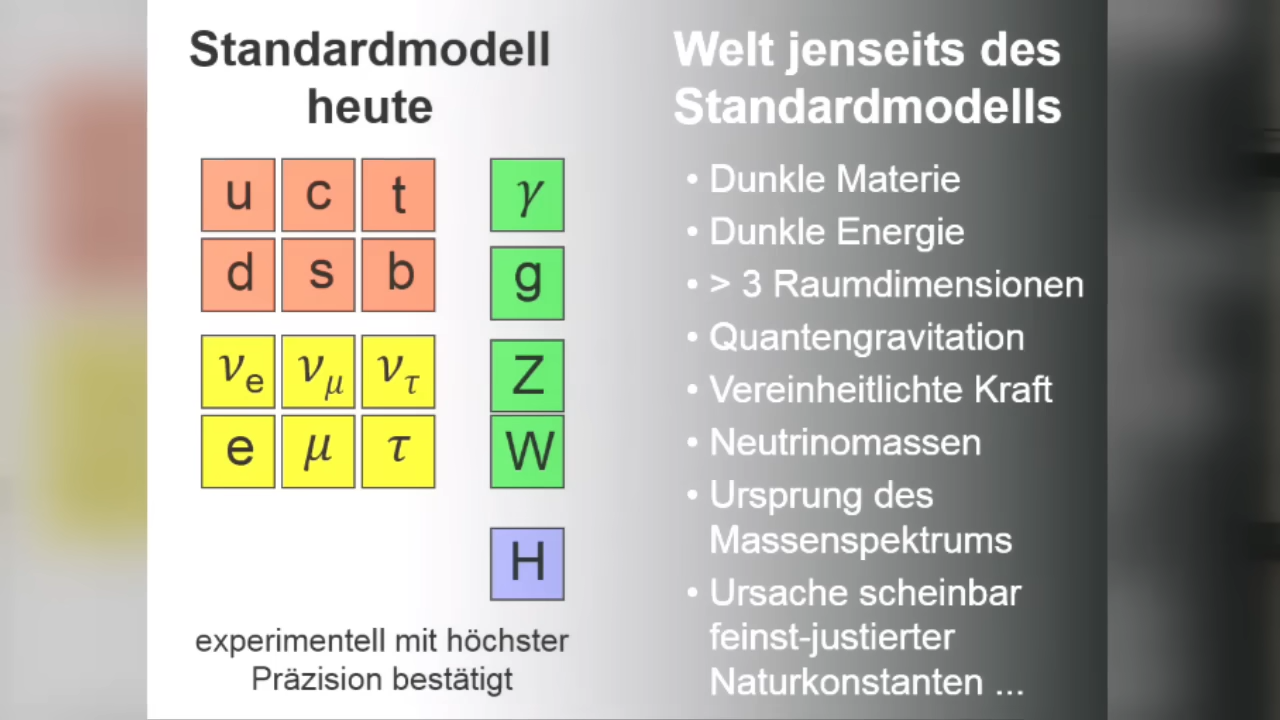 Standardmodell
heute
u c t
d s b
νe νμ ντ
e μ τ
γ
g
Z
W
H
experimentell mit höchster
Präzision bestätigt
Welt jenseits des
Standardmodells
• Dunkle Materie
• Dunkle Energie
• > 3 Raumdimensionen
• Quantengravitation
• Vereinheitlichte Kraft
• Neutrinomassen
• Ursprung des
Massenspektrums
• Ursache scheinbar
feinst-justierter
Naturkonstanten ...